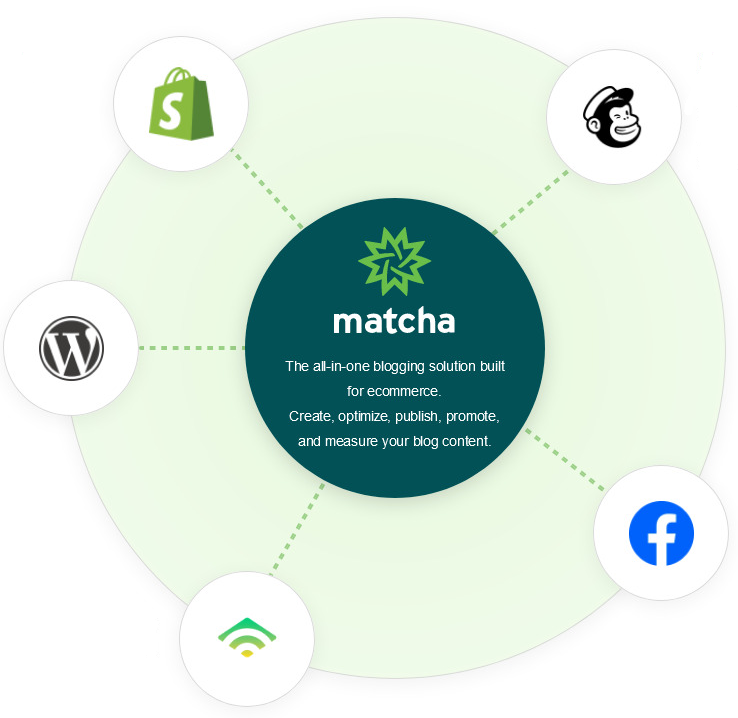 matcha
The all-in-one blogging solution built
for ecommerce.
Create, optimize, publish, promote,
and measure your blog content.